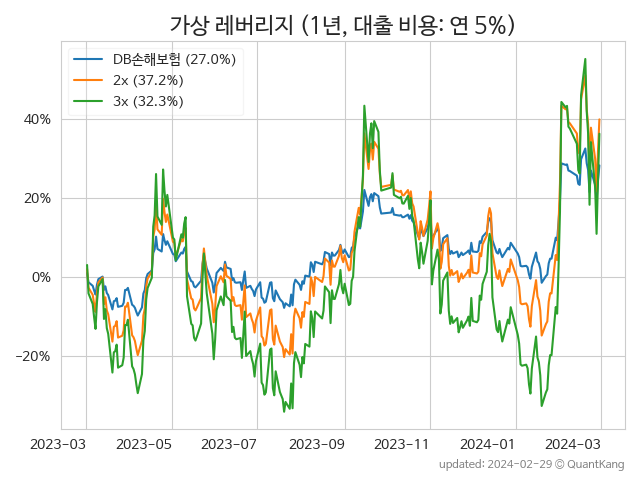 가상 레버리지 (1년, 대출 비용: 연 5%)
DB손해보험 (27.0%)
2x (37.2%)
3x (32.3%)
40%
20%
0%
−20%
2023-03 2023-05 2023-07 2023-09 2023-11 2024-01 2024-03
updated: 2024-02-29 ⓒ QuantKang